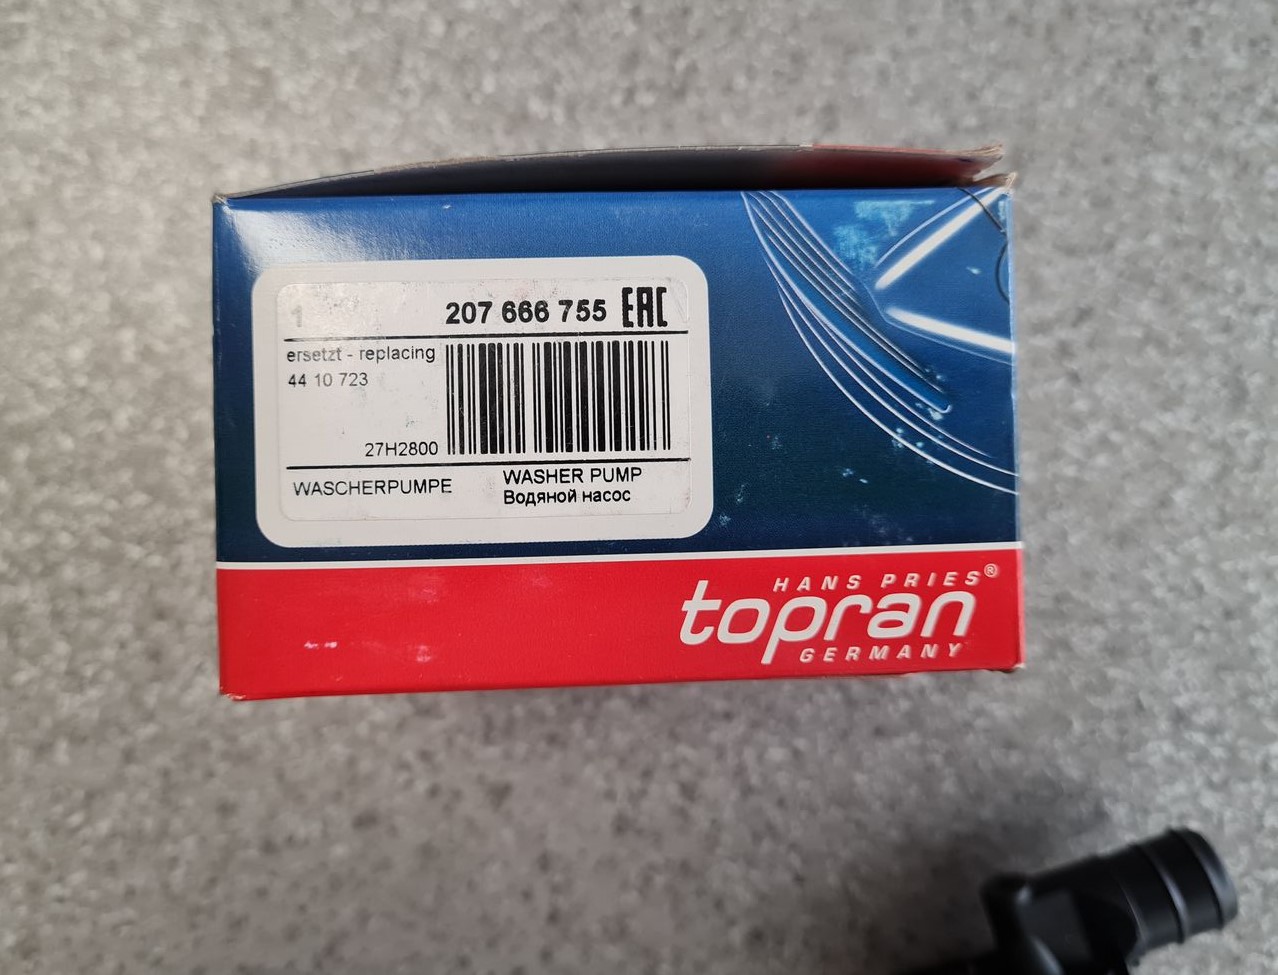 1 207 666 755 EAC
ersetzt - replacing
44 10 723
27H2800
WASCHERPUMPE
WASHER PUMP
Водяной насос
HANS PRIES®
topran
GERMANY